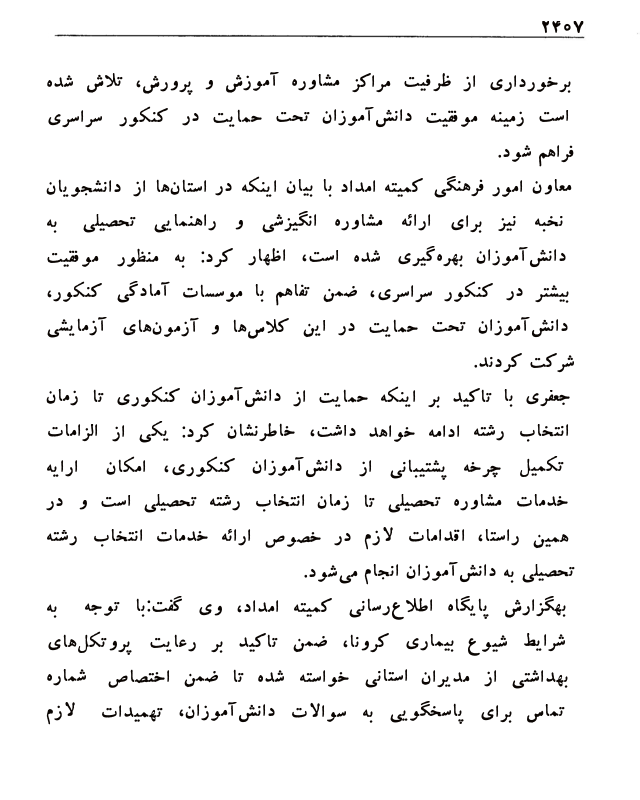 ۲۴۰۷
برخورداری از ظرفیت مراکز مشاوره آموزش و پرورش، تلاش شده
است زمینه موفقیت دانش‌آموزان تحت حمایت در کنکور سراسری
فراهم شود.
معاون امور فرهنگی کمیته امداد با بیان اینکه در استان‌ها از دانشجویان
نخبه نیز برای ارائه مشاوره انگیزشی و راهنمایی تحصیلی به
دانش‌آموزان بهره‌گیری شده است، اظهار کرد: به منظور موفقیت
بیشتر در کنکور سراسری، ضمن تفاهم با موسسات آمادگی کنکور،
دانش‌آموزان تحت حمایت در این کلاس‌ها و آزمون‌های آزمایشی
شرکت کردند.
جعفری با تاکید بر اینکه حمایت از دانش‌آموزان کنکوری تا زمان
انتخاب رشته ادامه خواهد داشت، خاطرنشان کرد: یکی از الزامات
تکمیل چرخه پشتیبانی از دانش‌آموزان کنکوری، امکان ارایه
خدمات مشاوره تحصیلی تا زمان انتخاب رشته تحصیلی است و در
همین راستا، اقدامات لازم در خصوص ارائه خدمات انتخاب رشته
تحصیلی به دانش‌آموزان انجام می‌شود.
بهگزارش پایگاه اطلاع‌رسانی کمیته امداد، وی گفت:با توجه به
شرایط شیوع بیماری کرونا، ضمن تاکید بر رعایت پروتکل‌های
بهداشتی از مدیران استانی خواسته شده تا ضمن اختصاص شماره
تماس برای پاسخگویی به سوالات دانش‌آموزان، تهمیدات لازم